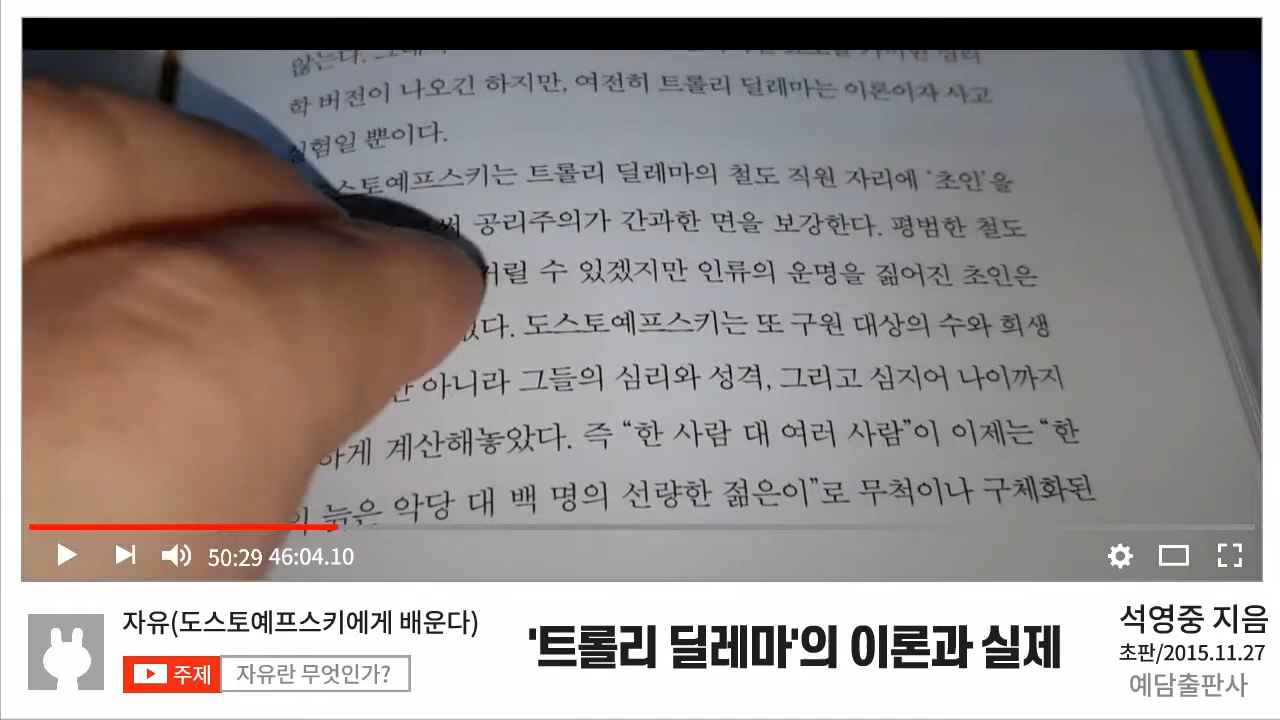 학 버전이 나오긴 하지만, 여전히 트롤리 딜레마는 이론이자 사고
실험일 뿐이다.
도스토예프스키는 트롤리 딜레마의 철도 직원 자리에 ‘초인’을
공리주의가 간과한 면을 보강한다. 평범한 철도
수 있겠지만 인류의 운명을 짊어진 초인은
도스토예프스키는 또 구원 대상의 수와 희생
아니라 그들의 심리와 성격, 그리고 심지어 나이까지
계산해놓았다. 즉 “한 사람 대 여러 사람”이 이제는 “한
늙은 악당 대 백 명의 선량한 젊은이”로 무척이나 구체화된
50:29 46:04.10
자유(도스토예프스키에게 배운다)
주제 자유란 무엇인가?
'트롤리 딜레마'의 이론과 실제
석영중 지음
초판/2015.11.27
예담출판사